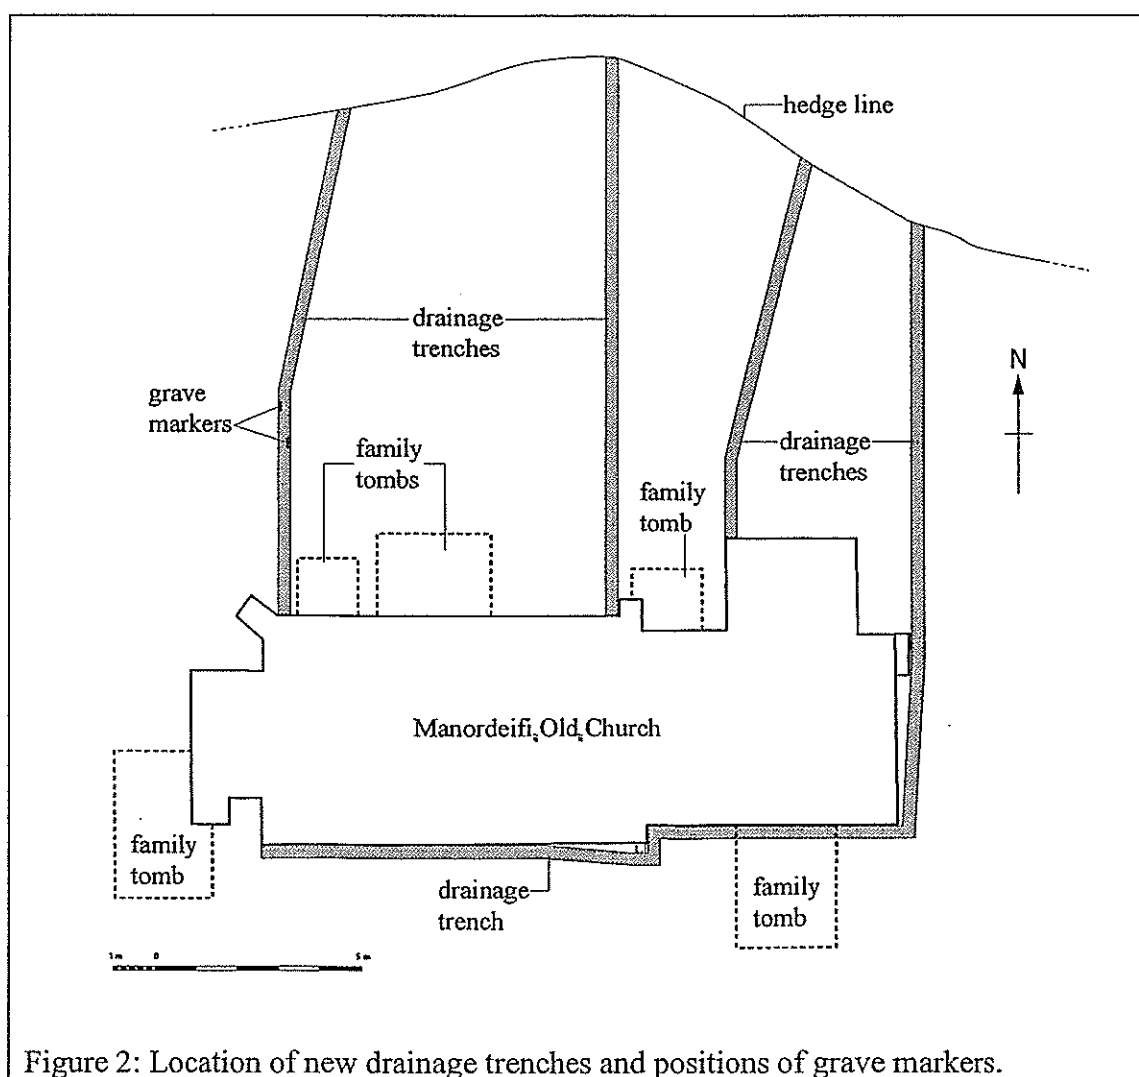 hedge line
drainage
trenches
N
grave
markers
family
tombs
drainage
trenches
family
tomb
Manordeifi Old Church
family
tomb
drainage
trench
family
tomb
1m 0 5m
Figure 2: Location of new drainage trenches and positions of grave markers.